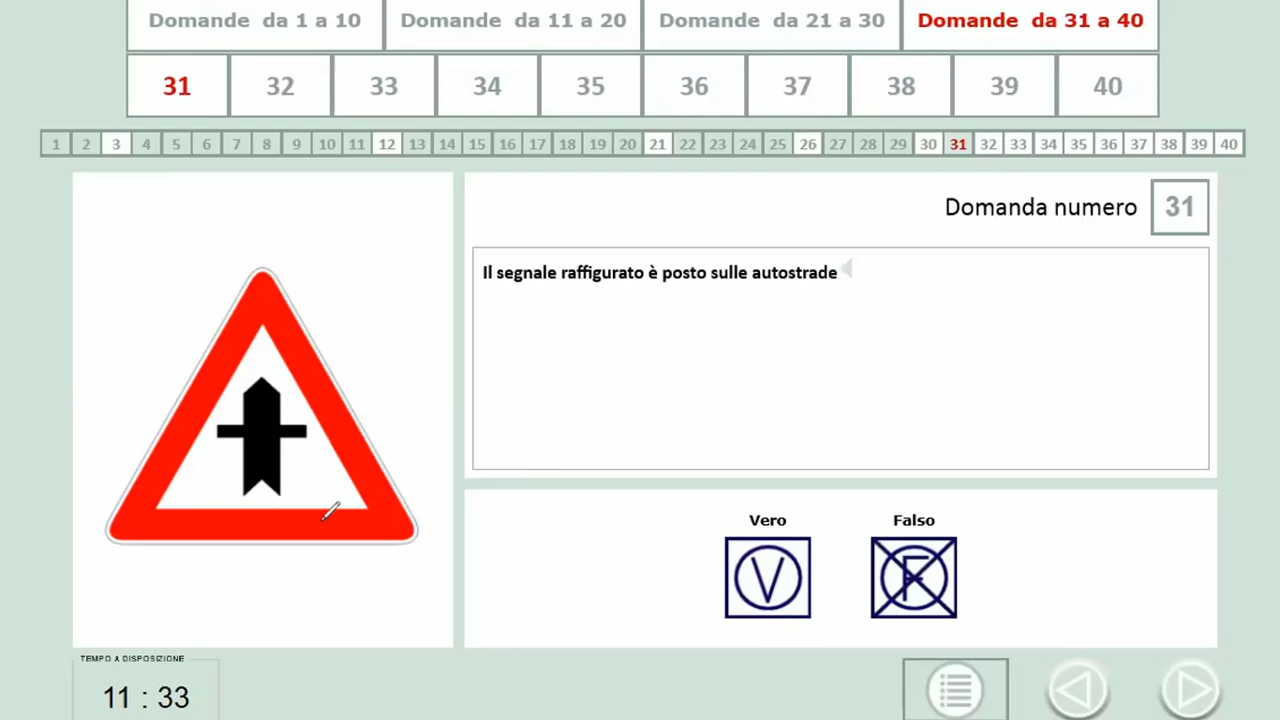 Domande da 1 a 10 Domande da 11 a 20 Domande da 21 a 30 Domande da 31 a 40
31 32 33 34 35 36 37 38 39 40
1 2 3 4 5 6 7 8 9 10 11 12 13 14 15 16 17 18 19 20 21 22 23 24 25 26 27 28 29 30 31 32 33 34 35 36 37 38 39 40
Domanda numero 31
Il segnale raffigurato è posto sulle autostrade
Vero Falso
V F
TEMPO A DISPOSIZIONE
11 : 33